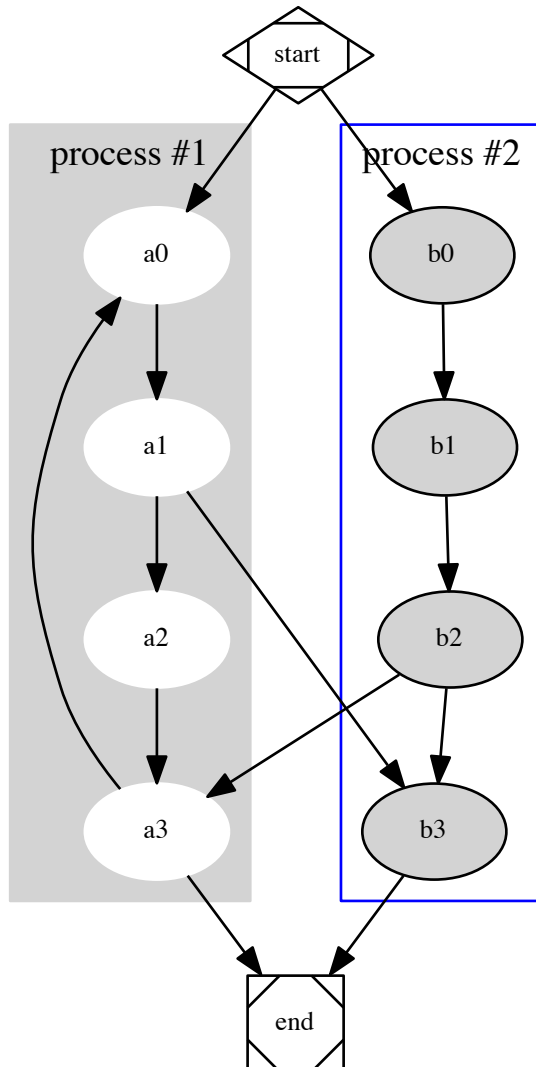 start
process #1
process #2
a0
b0
a1
b1
a2
b2
a3
b3
end